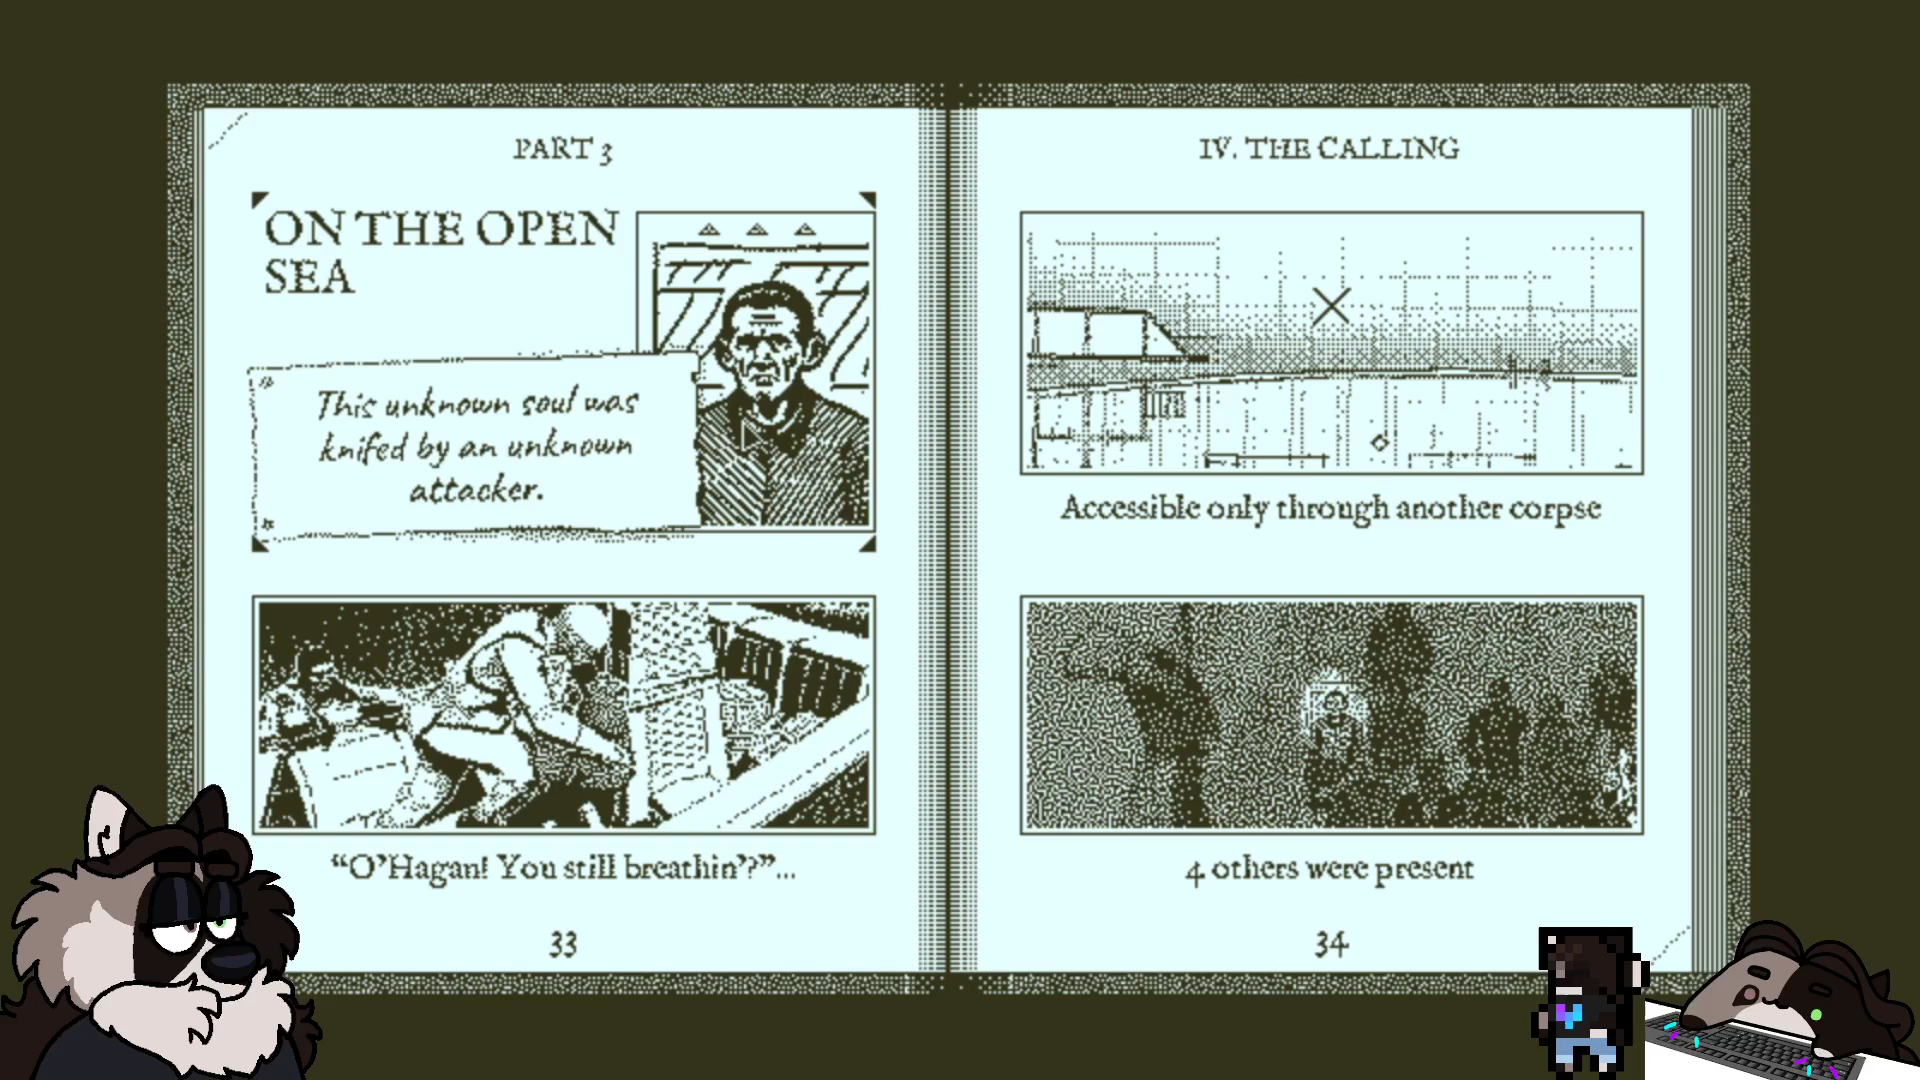 PART 3
ON THE OPEN
SEA
This unknown soul was
knifed by an unknown
attacker.
“O’Hagan! You still breathin’?”...
33
IV. THE CALLING
Accessible only through another corpse
4 others were present
34